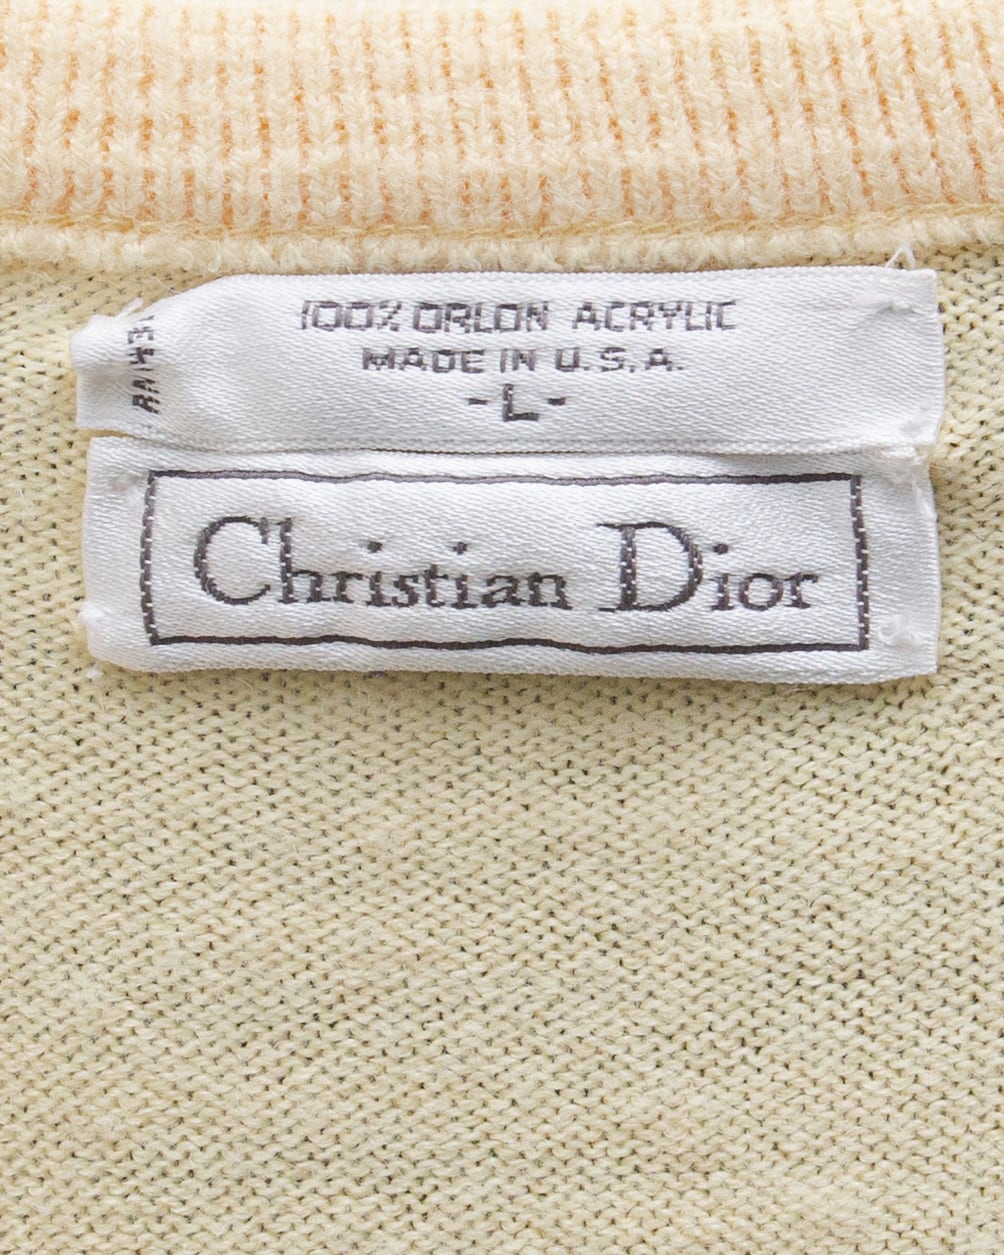 100% ORLON ACRYLIC
MADE IN U.S.A.
-L-
Christian Dior